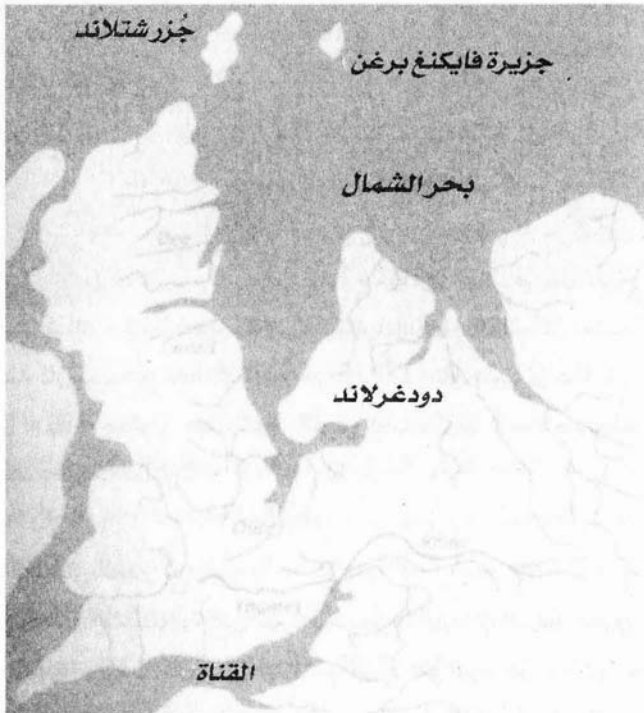 جُزر شتلاند
جزيرة فايكنغ برغن
بحر الشمال
دودغرلاند
القناة